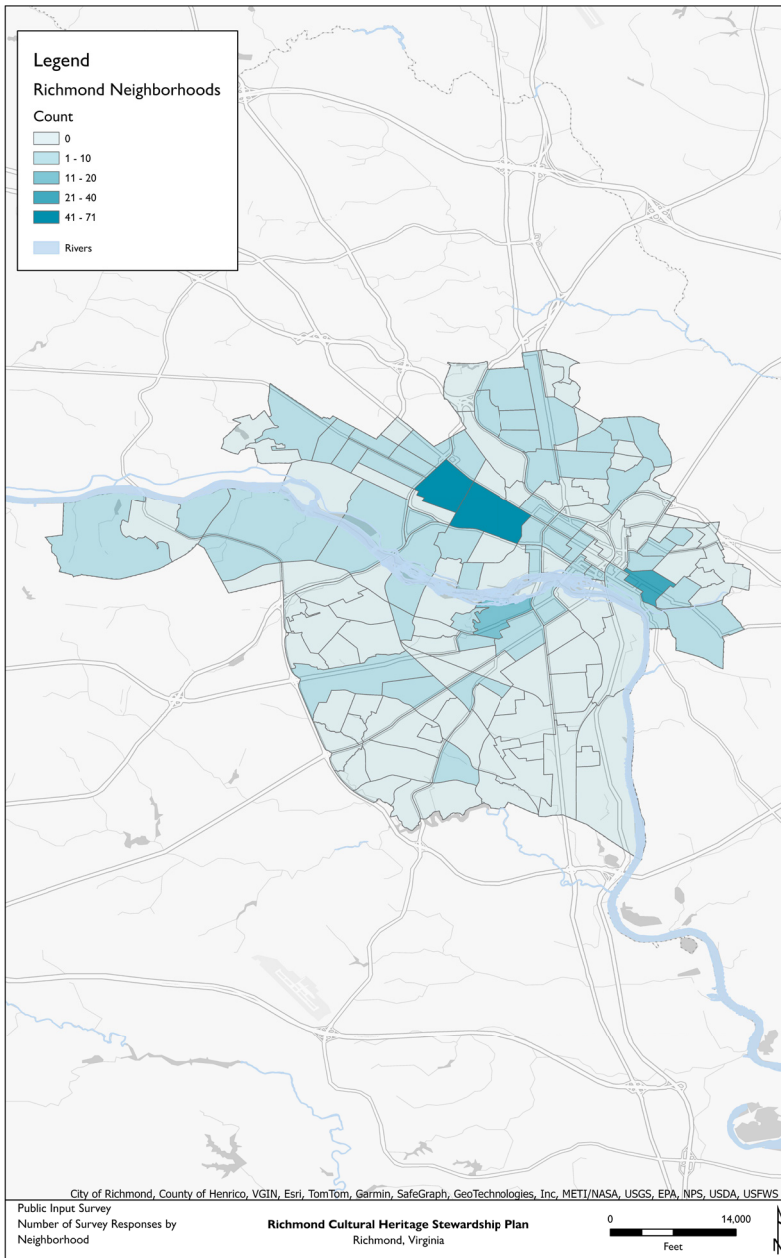 Legend
Richmond Neighborhoods
Count
0
1 - 10
11 - 20
21 - 40
41 - 71
Rivers
City of Richmond, County of Henrico, VGIN, Esri, TomTom, Garmin, SafeGraph, GeoTechnologies, Inc, METI/NASA, USGS, EPA, NPS, USDA, USFWS
Public Input Survey
Number of Survey Responses by
Neighborhood
Richmond Cultural Heritage Stewardship Plan
Richmond, Virginia
0 14,000
Feet